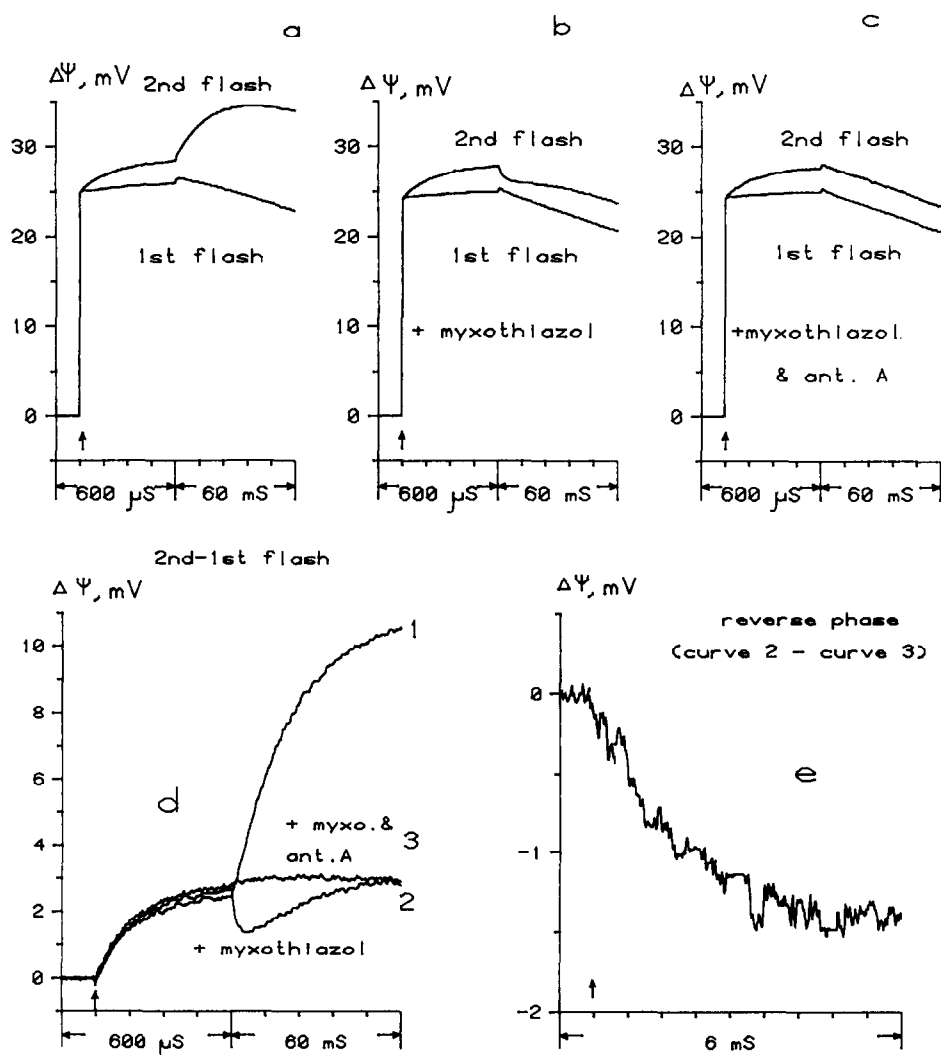 a
ΔΨ, mV
2nd flash
30
20
10
0
1st flash
600 μS
60 mS
b
ΔΨ, mV
2nd flash
30
20
10
0
1st flash
+ myxothiazol
600 μS
60 mS
c
ΔΨ, mV
2nd flash
30
20
10
0
1st flash
+myxothiazol
& ant. A
600 μS
60 mS
2nd-1st flash
ΔΨ, mV
10
8
6
4
2
0
d
1
+ myxo.&
ant.A
3
2
+ myxothiazol
600 μS
60 mS
ΔΨ, mV
reverse phase
(curve 2 - curve 3)
0
-1
-2
e
6 mS